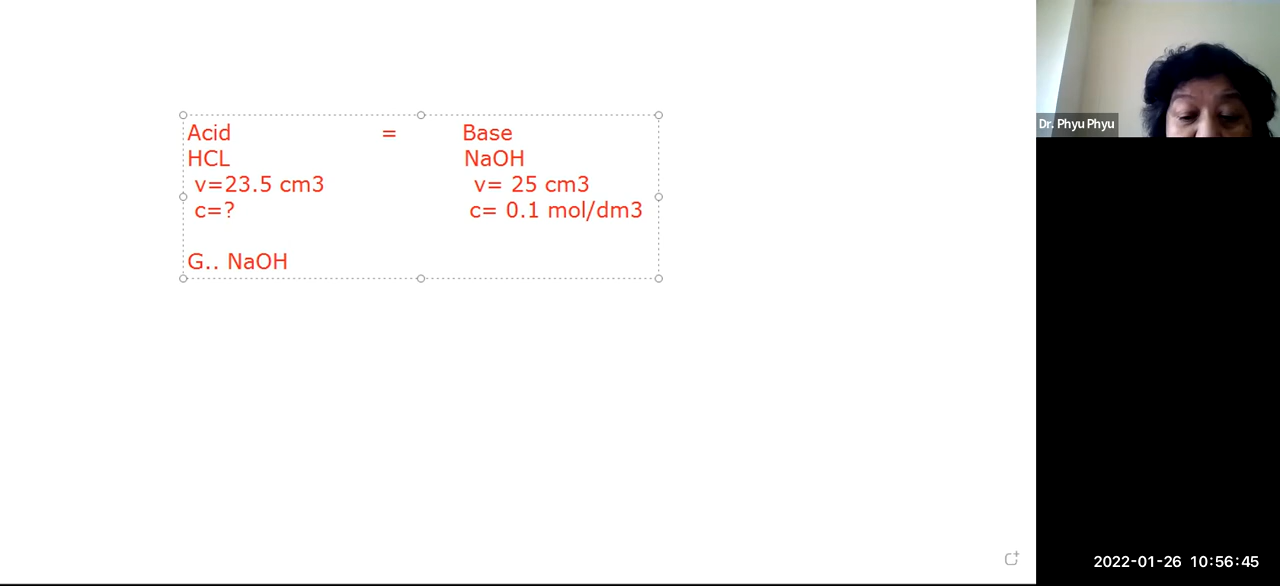 Acid = Base
HCL NaOH
v=23.5 cm3 v= 25 cm3
c=? c= 0.1 mol/dm3
G.. NaOH
Dr. Phyu Phyu
2022-01-26 10:56:45